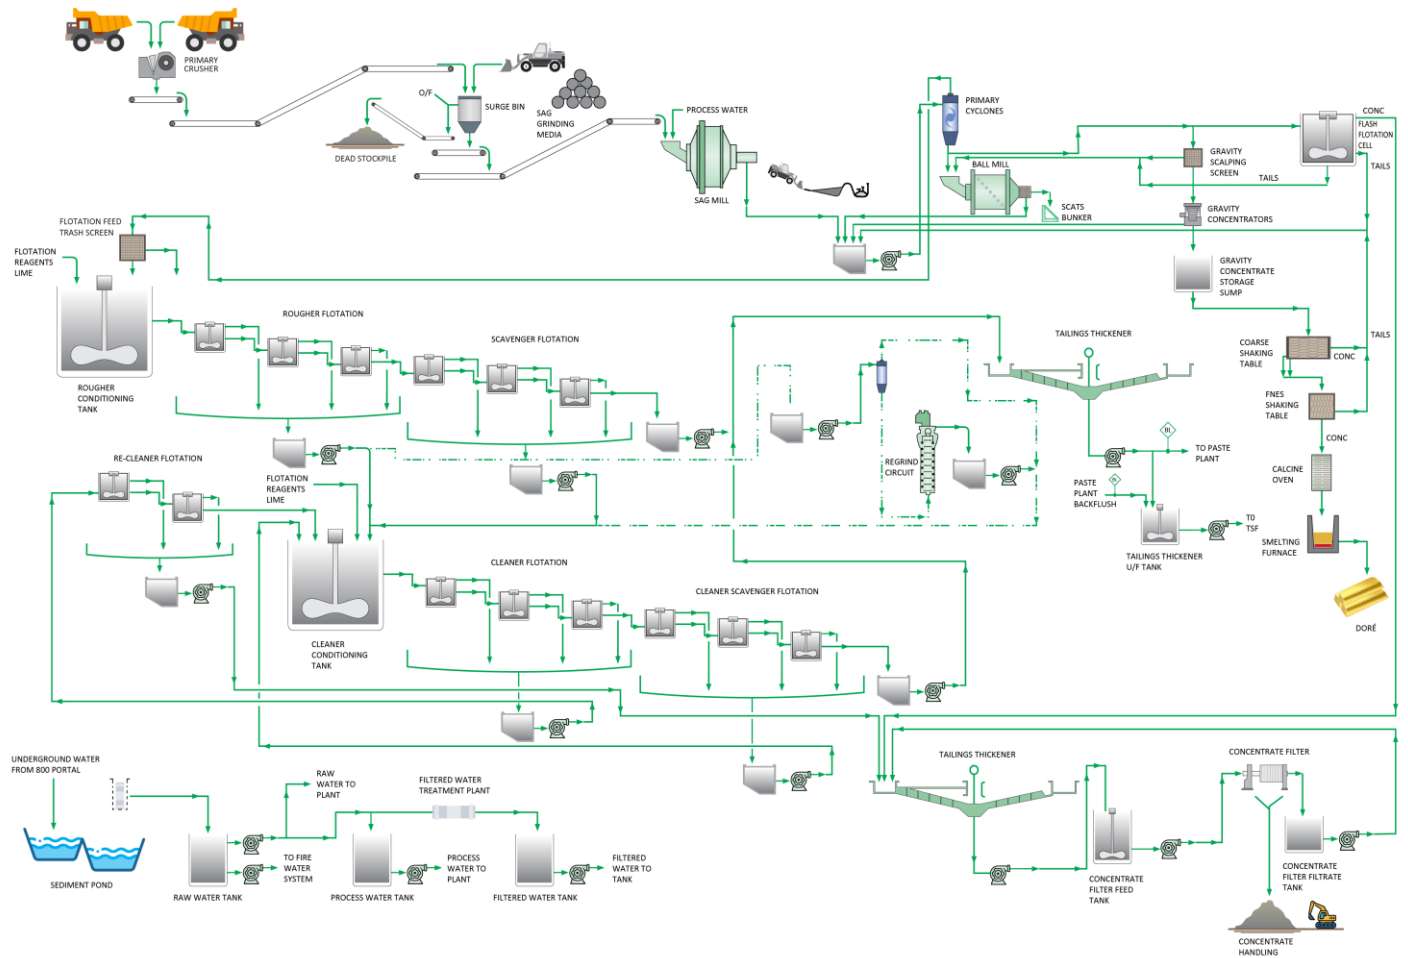 PRIMARY
CRUSHER
O/F
SURGE BIN
SAG
GRINDING
MEDIA
DEAD STOCKPILE
PROCESS WATER
SAG MILL
PRIMARY
CYCLONES
BALL MILL
SCATS
BUNKER
GRAVITY
SCALPING
SCREEN
TAILS
CONC
FLASH
FLOTATION
CELL
TAILS
GRAVITY
CONCENTRATORS
GRAVITY
CONCENTRATE
STORAGE
SUMP
FLOTATION FEED
TRASH SCREEN
FLOTATION
REAGENTS
LIME
ROUGHER
CONDITIONING
TANK
ROUGHER FLOTATION
SCAVENGER FLOTATION
TAILINGS THICKENER
COARSE
SHAKING
TABLE
CONC
TAILS
FNES
SHAKING
TABLE
CONC
CALCINE
OVEN
SMELTING
FURNACE
DORÉ
REGRIND
CIRCUIT
BL
TO PASTE
PLANT
PASTE
PLANT
BACKFLUSH
BL
TO
TSF
TAILINGS THICKENER
U/F TANK
RE-CLEANER FLOTATION
FLOTATION
REAGENTS
LIME
CLEANER
CONDITIONING
TANK
CLEANER FLOTATION
CLEANER SCAVENGER FLOTATION
UNDERGROUND WATER
FROM 800 PORTAL
SEDIMENT POND
RAW
WATER TO
PLANT
TO FIRE
WATER
SYSTEM
RAW WATER TANK
FILTERED WATER
TREATMENT PLANT
PROCESS
WATER TO
PLANT
PROCESS WATER TANK
FILTERED
WATER TO
TANK
FILTERED WATER TANK
TAILINGS THICKENER
CONCENTRATE
FILTER FEED
TANK
CONCENTRATE FILTER
CONCENTRATE
FILTER FILTRATE
TANK
CONCENTRATE
HANDLING